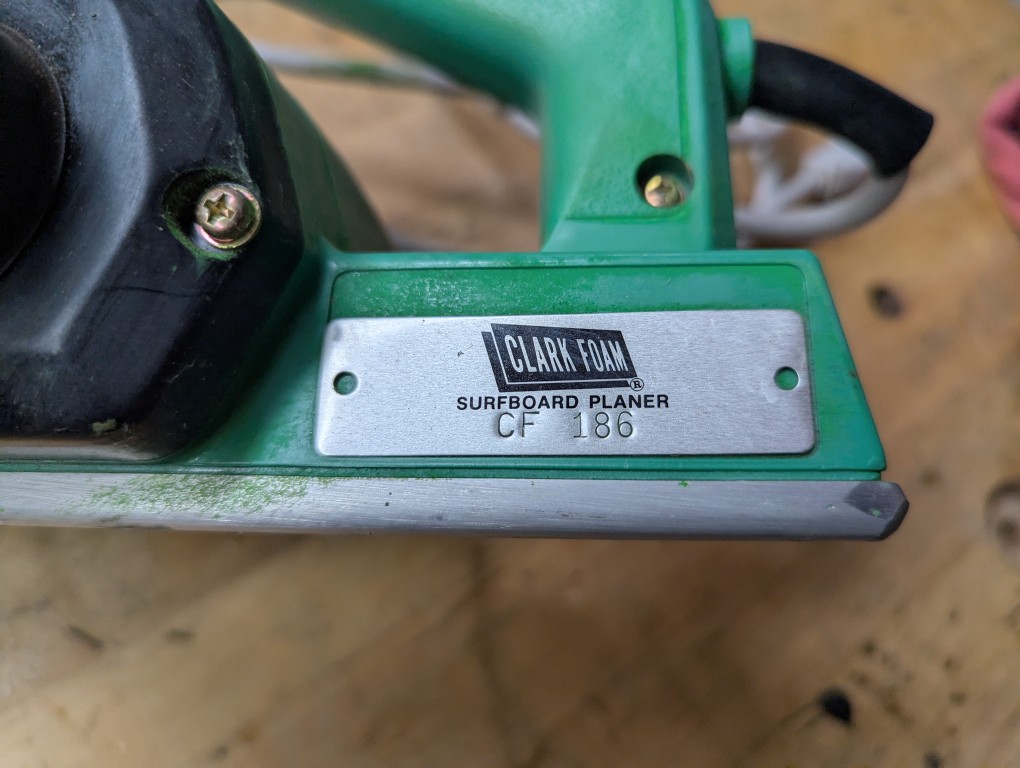 CLARK FOAM
®
SURFBOARD PLANER
CF 186